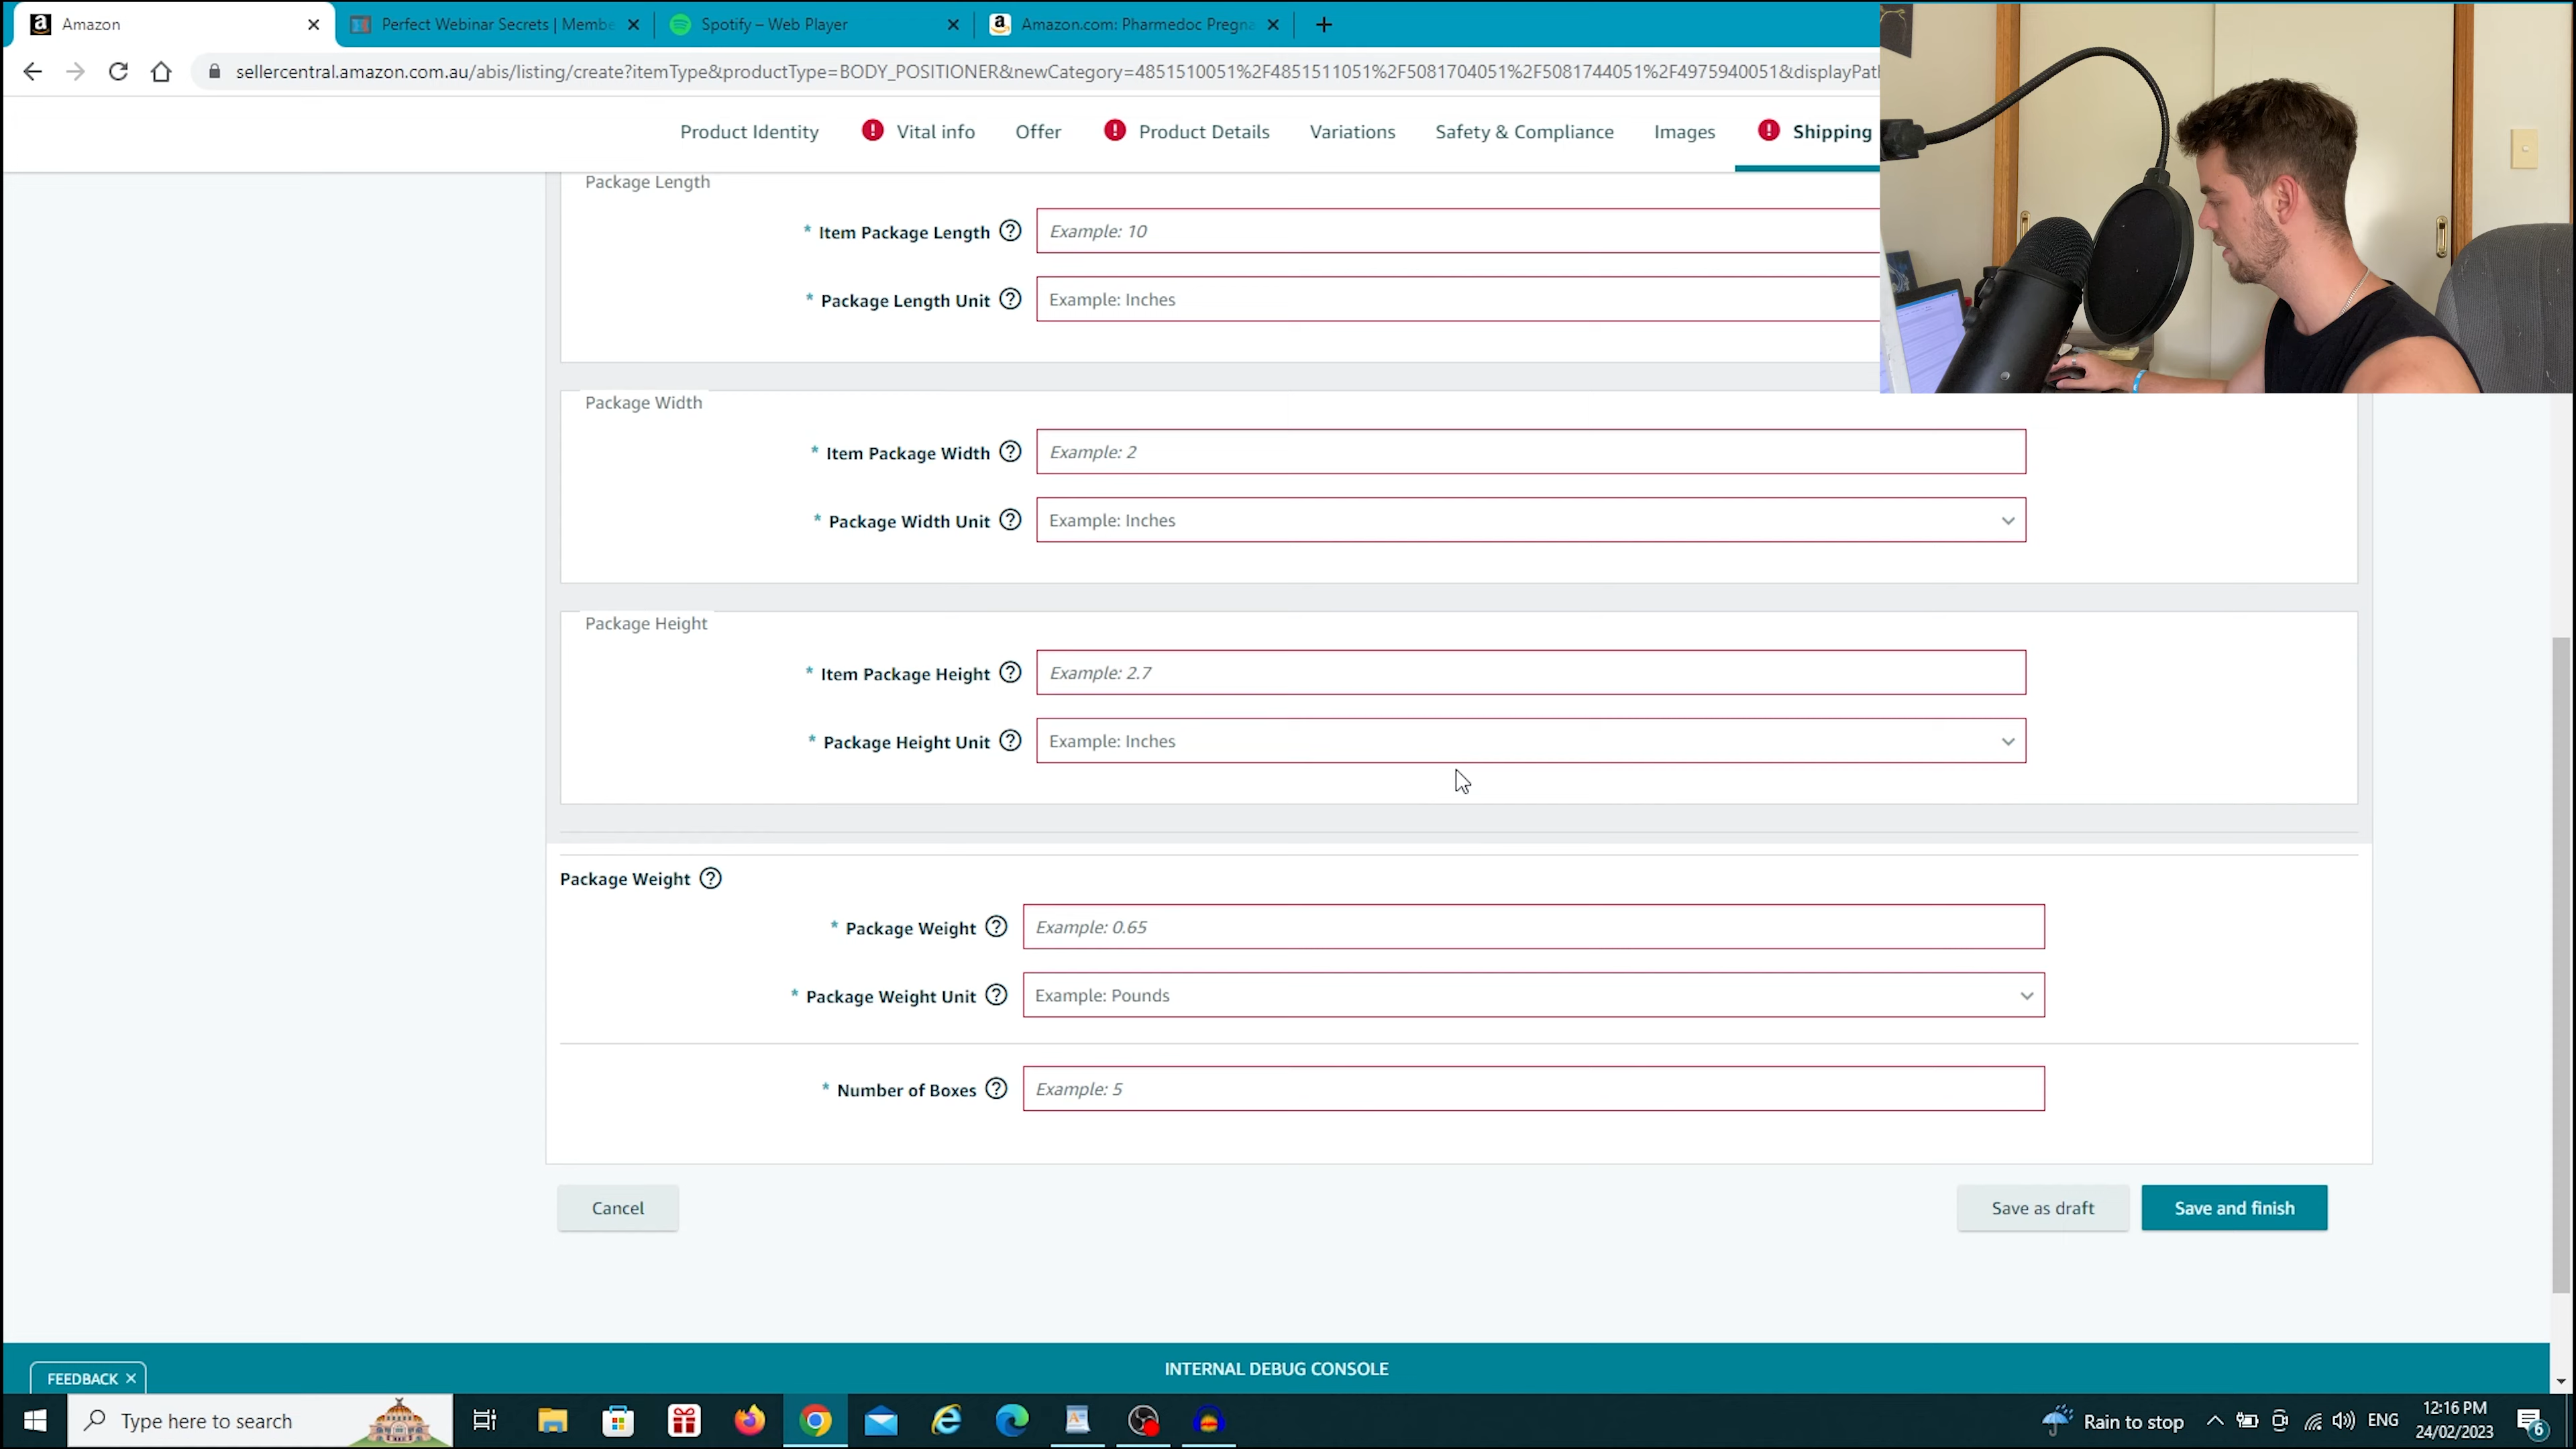 Amazon
Perfect Webinar Secrets | Membe
Spotify – Web Player
Amazon.com: Pharmedoc Pregna
sellercentral.amazon.com.au/abis/listing/create?itemType&productType=BODY_POSITIONER&newCategory=4851510051%2F4851511051%2F5081704051%2F5081744051%2F4975940051&displayPat
Product Identity
Vital info
Offer
Product Details
Variations
Safety & Compliance
Images
Shipping
Package Length
* Item Package Length
Example: 10
* Package Length Unit
Example: Inches
Package Width
* Item Package Width
Example: 2
* Package Width Unit
Example: Inches
Package Height
* Item Package Height
Example: 2.7
* Package Height Unit
Example: Inches
Package Weight
* Package Weight
Example: 0.65
* Package Weight Unit
Example: Pounds
* Number of Boxes
Example: 5
Cancel
Save as draft
Save and finish
INTERNAL DEBUG CONSOLE
FEEDBACK
Type here to search
Rain to stop
ENG
12:16 PM
24/02/2023
6